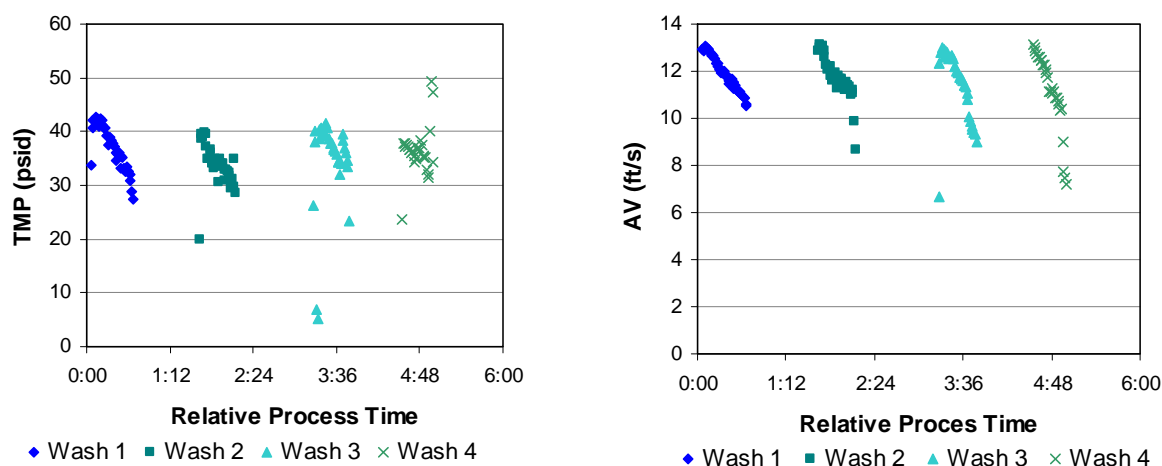 60
50
40
30
20
10
0
TMP (psid)
0:00 1:12 2:24 3:36 4:48 6:00
Relative Process Time
Wash 1 Wash 2 Wash 3 Wash 4
14
12
10
8
6
4
2
0
AV (ft/s)
0:00 1:12 2:24 3:36 4:48 6:00
Relative Proces Time
Wash 1 Wash 2 Wash 3 Wash 4